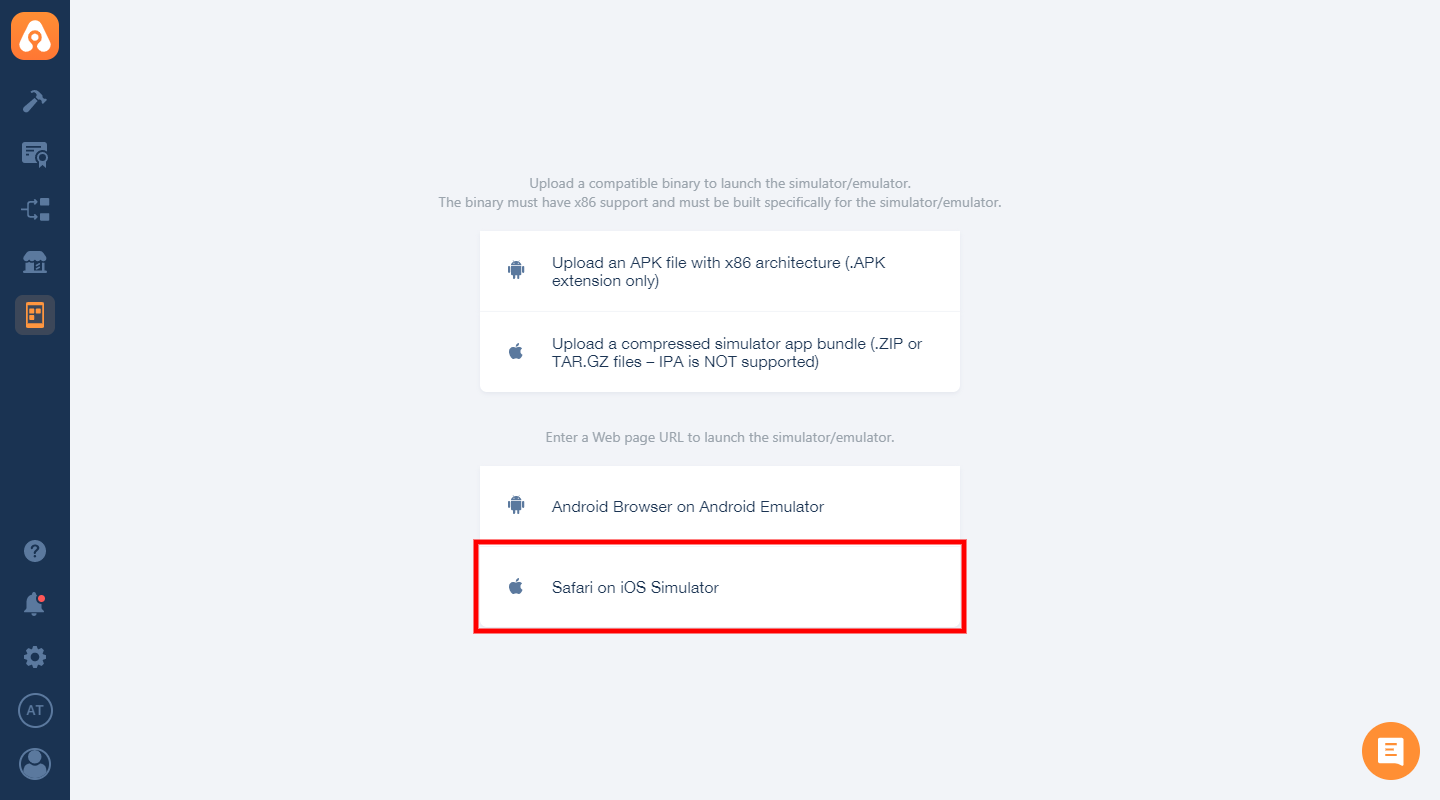 Upload a compatible binary to launch the simulator/emulator.
The binary must have x86 support and must be built specifically for the simulator/emulator.
Upload an APK file with x86 architecture (.APK
extension only)
Upload a compressed simulator app bundle (.ZIP or
TAR.GZ files – IPA is NOT supported)
Enter a Web page URL to launch the simulator/emulator.
Android Browser on Android Emulator
Safari on iOS Simulator
?
AT